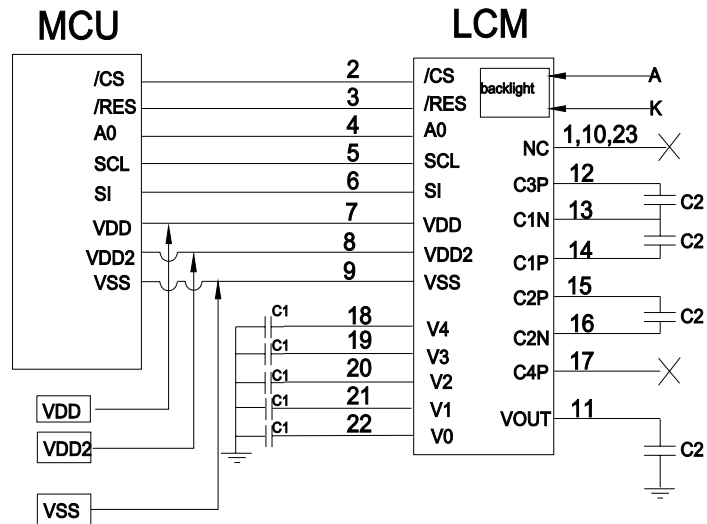 MCU
LCM
/CS 2 /CS
/RES 3 /RES
A0 4 A0
SCL 5 SCL
SI 6 SI
VDD 7 VDD
VDD2 8 VDD2
VSS 9 VSS
C1 18 V4
C1 19 V3
C1 20 V2
C1 21 V1
C1 22 V0
backlight
A
K
NC 1,10,23
C3P 12
C2
C1N 13
C2
C1P 14
C2P 15
C2
C2N 16
C4P 17
VOUT 11
C2
VDD
VDD2
VSS